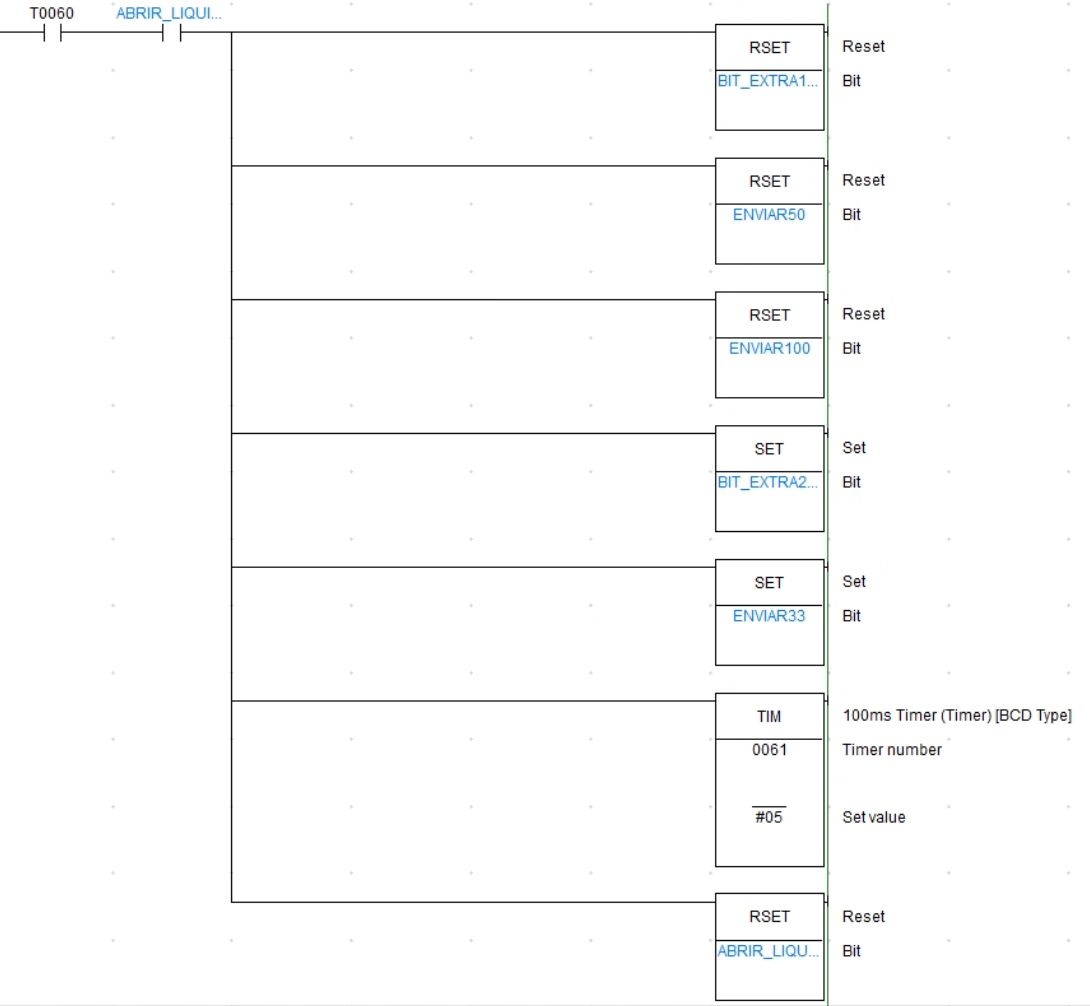 T0060 ABRIR_LIQUI...
RSET Reset
BIT_EXTRA1... Bit
RSET Reset
ENVIAR50 Bit
RSET Reset
ENVIAR100 Bit
SET Set
BIT_EXTRA2... Bit
SET Set
ENVIAR33 Bit
TIM 100ms Timer (Timer) [BCD Type]
0061 Timer number
#05 Set value
RSET Reset
ABRIR_LIQU... Bit